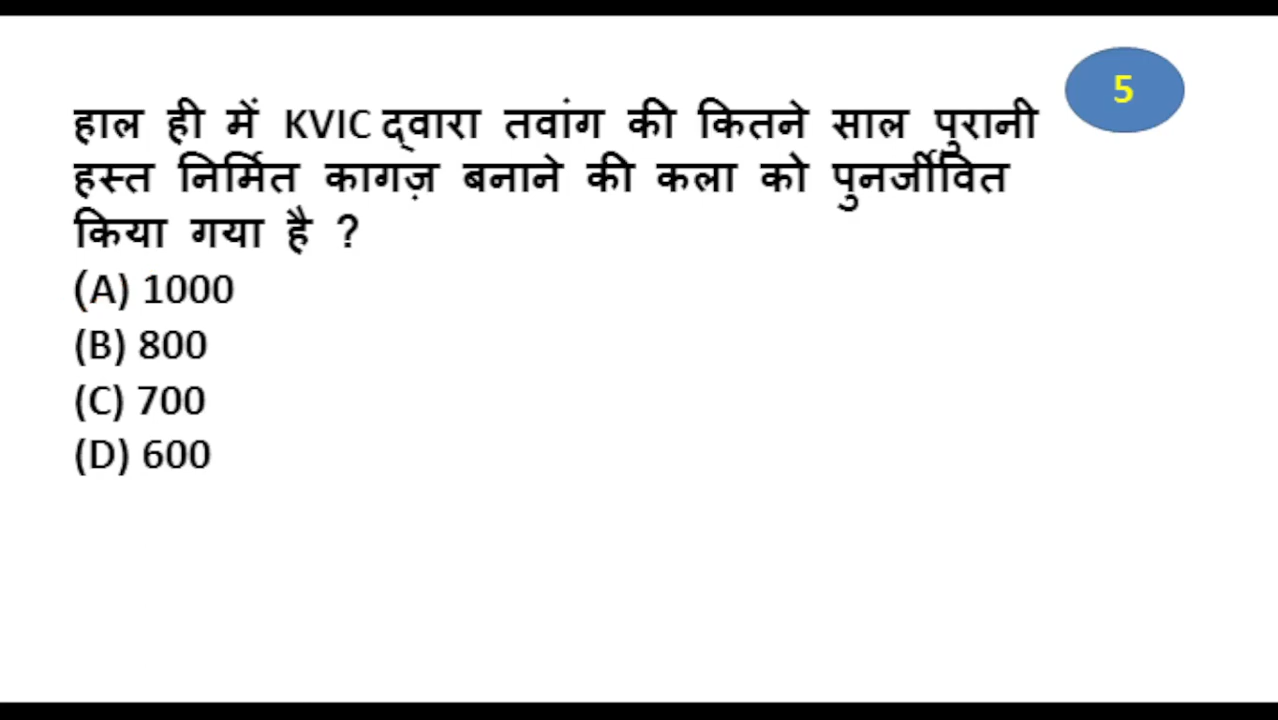 5
हाल ही में KVIC द्वारा तवांग की कितने साल पुरानी
हस्त निर्मित कागज़ बनाने की कला को पुनर्जीवित
किया गया है ?
(A) 1000
(B) 800
(C) 700
(D) 600